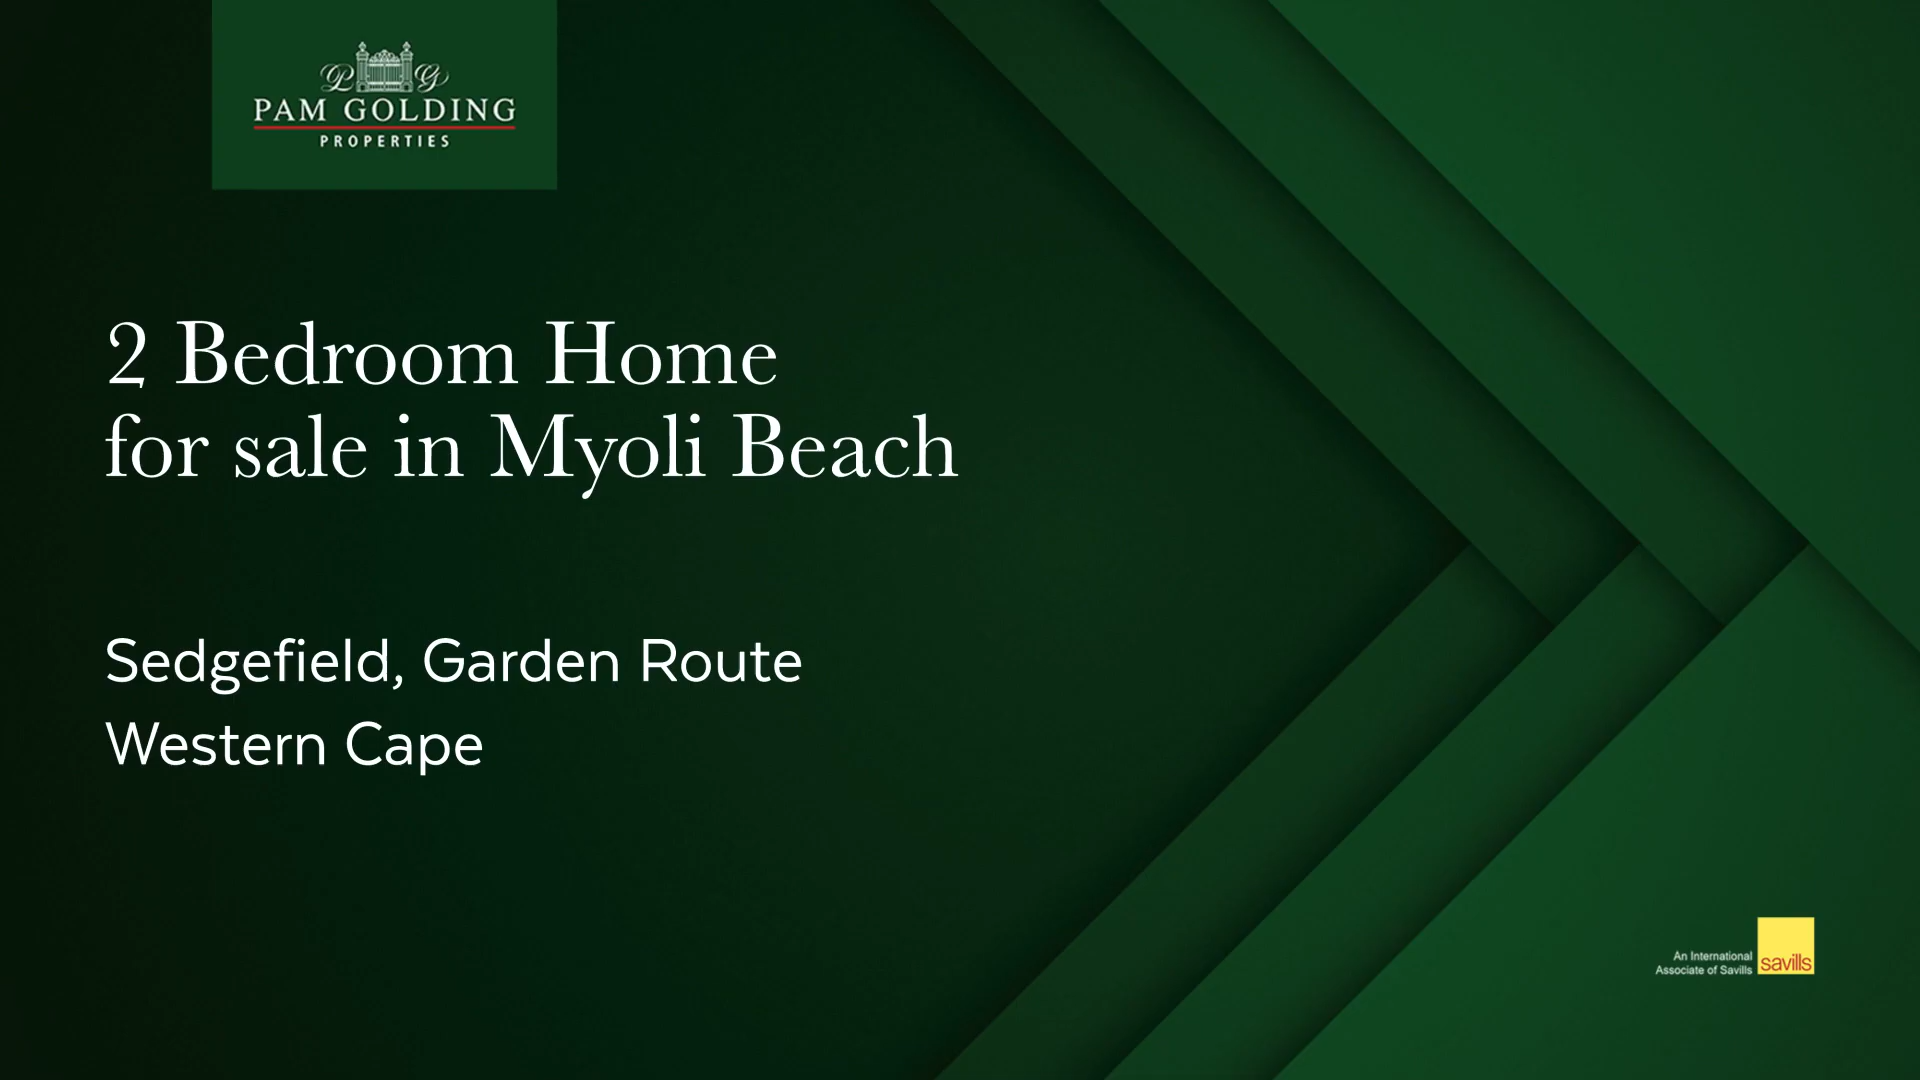 P G
PAM GOLDING
PROPERTIES
2 Bedroom Home
for sale in Myoli Beach
Sedgefield, Garden Route
Western Cape
An International
Associate of Savills
savills